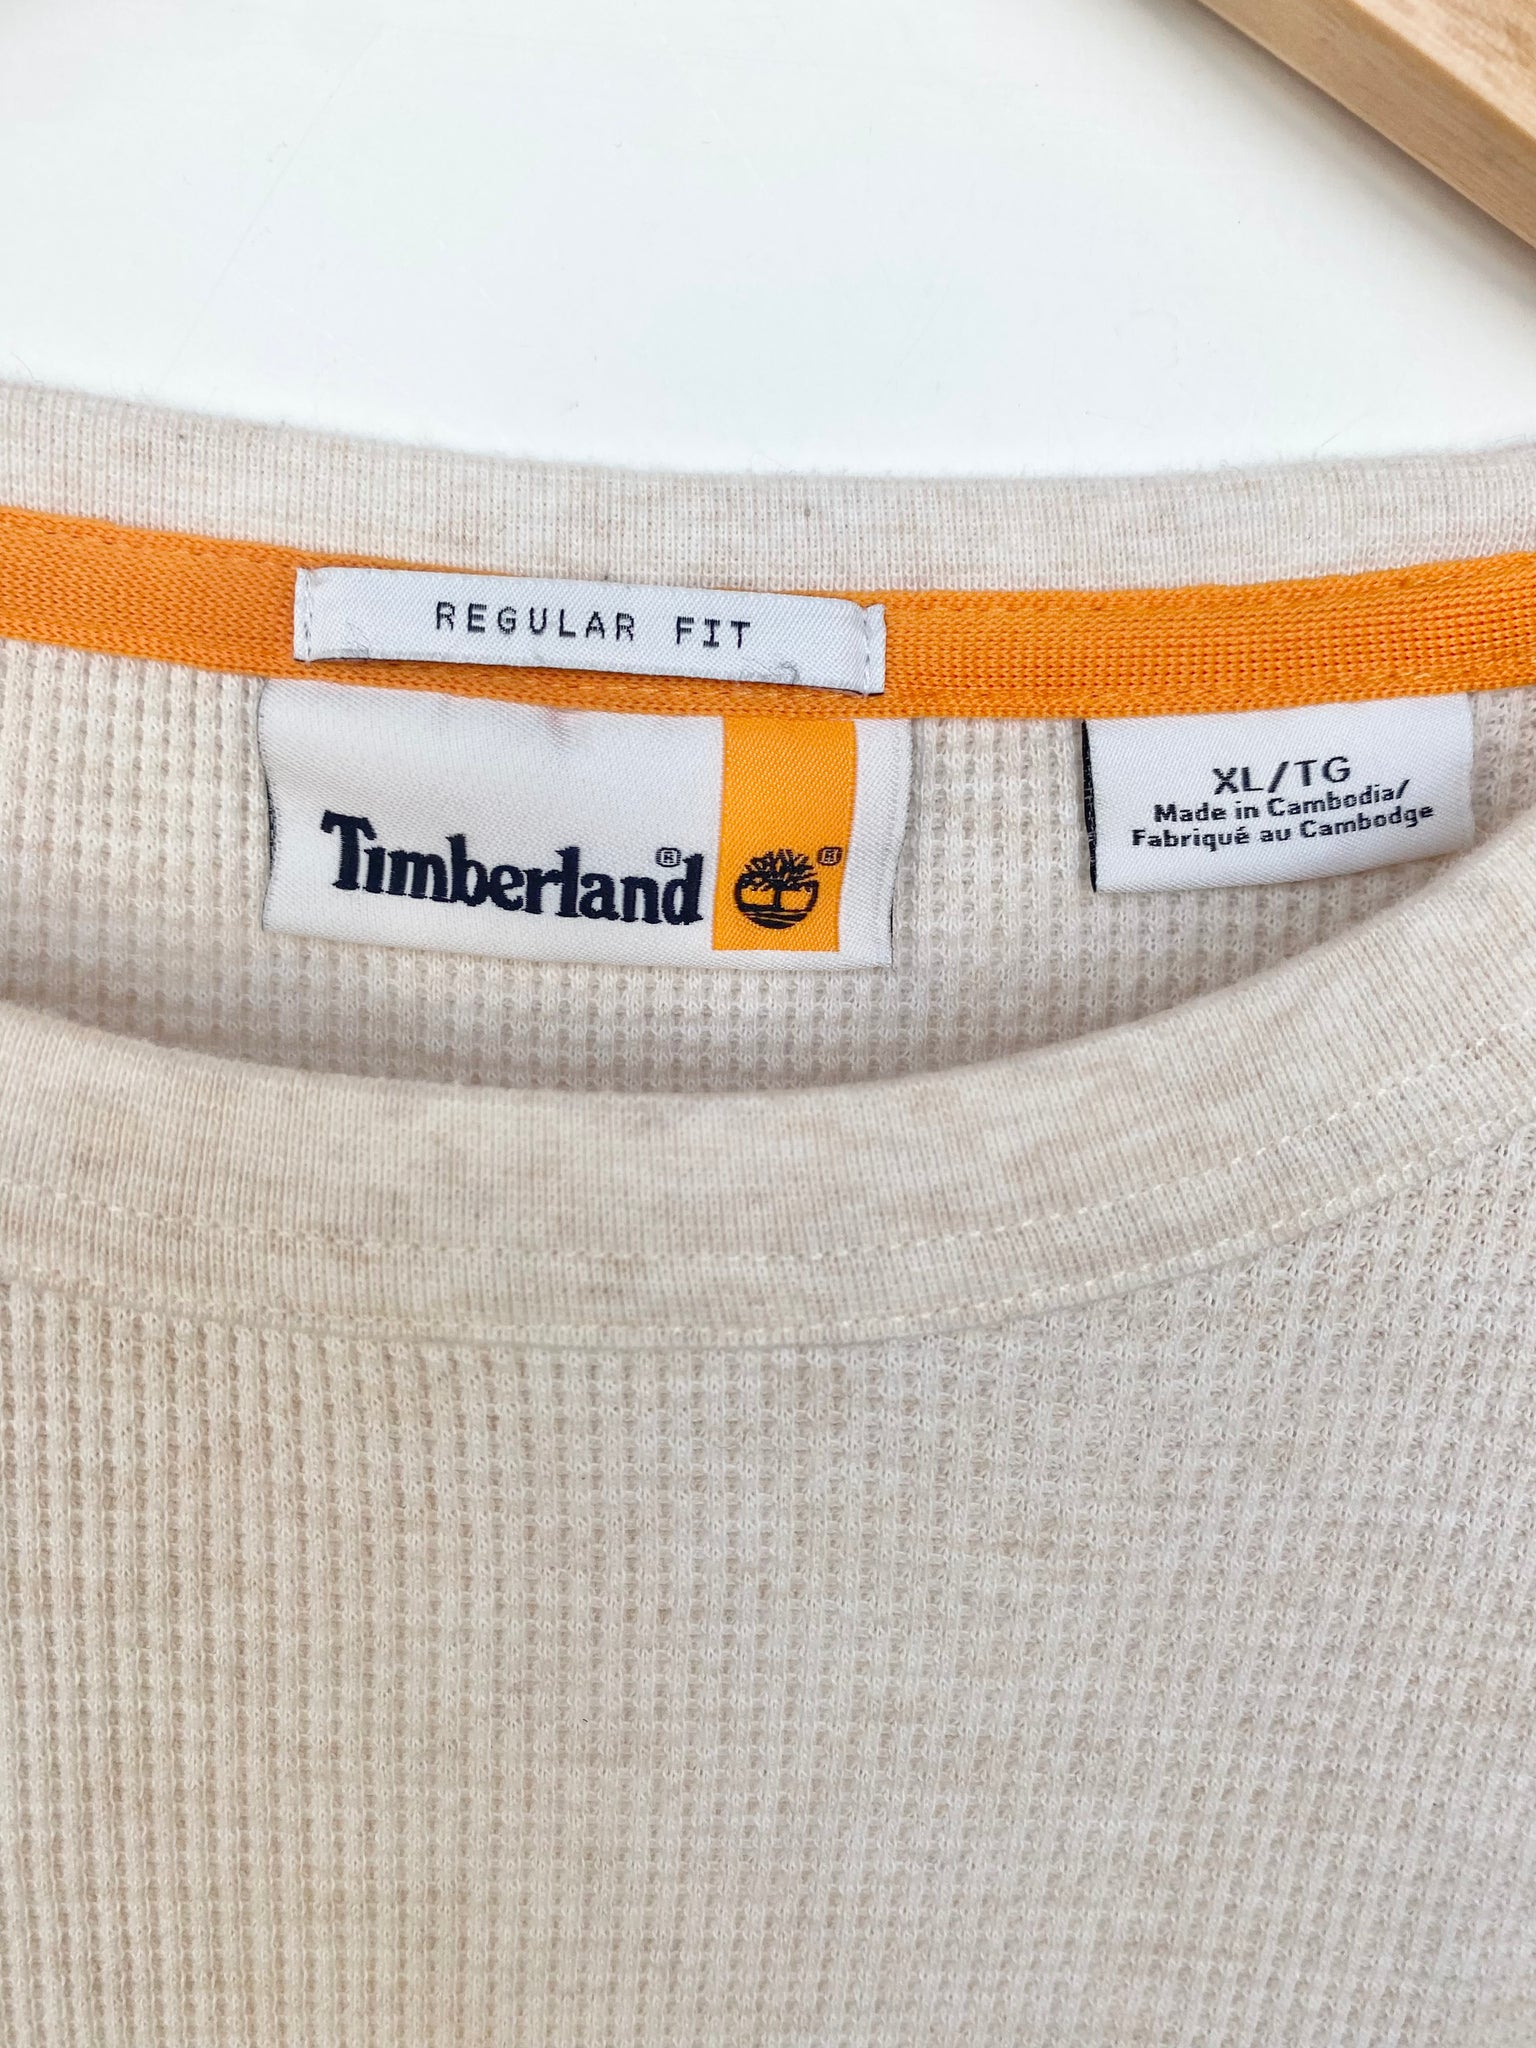 REGULAR FIT
Timberland®
®
XL/TG
Made in Cambodia/
Fabriqué au Cambodge